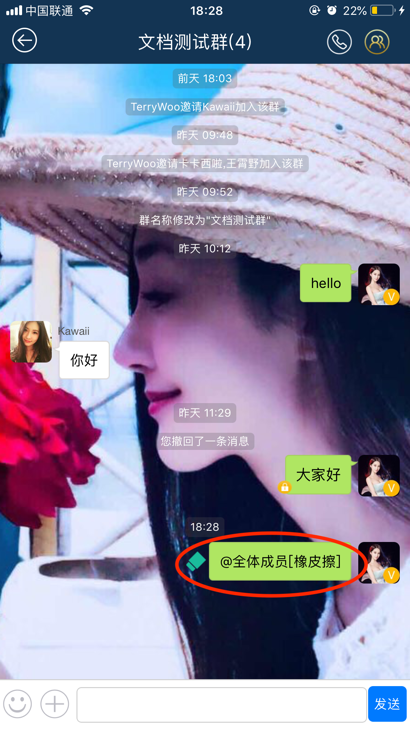 中国联通 18:28 22%
文档测试群(4)
前天 18:03
TerryWoo邀请Kawaii加入该群
昨天 09:48
TerryWoo邀请卡卡西啦,王霄野加入该群
昨天 09:52
群名称修改为"文档测试群"
昨天 10:12
hello
V
Kawaii
你好
昨天 11:29
您撤回了一条消息
大家好
V
18:28
@全体成员[橡皮擦]
V
发送